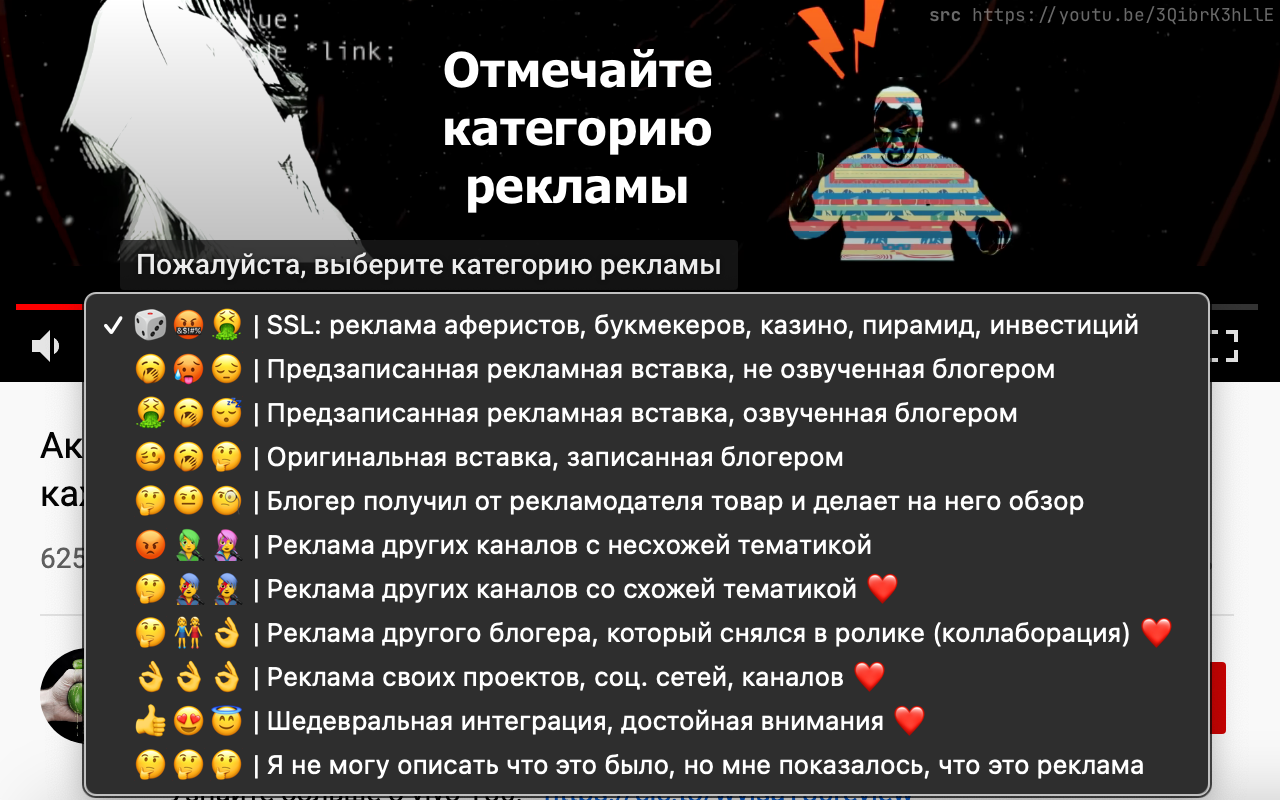 src https://youtu.be/3QibrK3hLlE
lue;
*link;
Отмечайте
категорию
рекламы
Пожалуйста, выберите категорию рекламы
✓ 🎲 🤬 🤮 | SSL: реклама аферистов, букмекеров, казино, пирамид, инвестиций
🥱 🥵 😔 | Предзаписанная рекламная вставка, не озвученная блогером
🤮 🥱 😴 | Предзаписанная рекламная вставка, озвученная блогером
🥴 🥱 🤔 | Оригинальная вставка, записанная блогером
🤔 🤨 🧐 | Блогер получил от рекламодателя товар и делает на него обзор
😡 🧑‍🎤 👩‍🎤 | Реклама других каналов с несхожей тематикой
🤔 👨‍🎤 👨‍🎤 | Реклама других каналов со схожей тематикой ❤️
🤔 👭 👌 | Реклама другого блогера, который снялся в ролике (коллаборация) ❤️
👌 👌 👌 | Реклама своих проектов, соц. сетей, каналов ❤️
👍 😍 😇 | Шедевральная интеграция, достойная внимания ❤️
🤔 🤔 🤔 | Я не могу описать что это было, но мне показалось, что это реклама
Ак
625